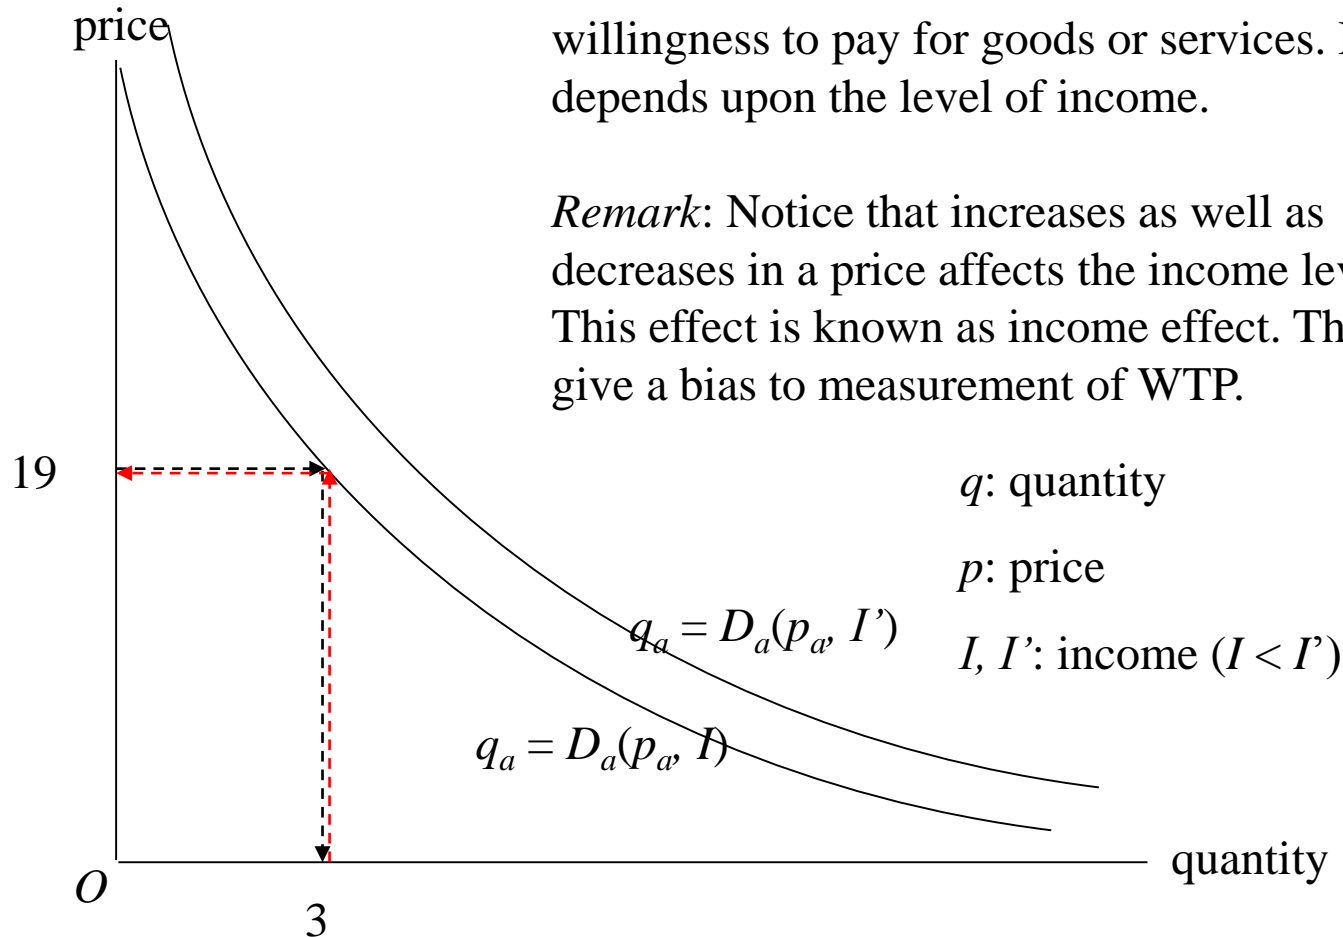 price
willingness to pay for goods or services.
depends upon the level of income.
Remark: Notice that increases as well as
decreases in a price affects the income
This effect is known as income effect.
give a bias to measurement of WTP.
19
q: quantity
p: price
qa = Da(pa, I’)
I, I’: income (I < I’)
qa = Da(pa, I)
quantity
O
3